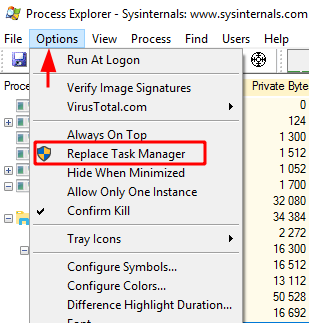 Process Explorer - Sysinternals: www.sysinternals.com
File Options View Process Find Users Help
Run At Logon
Verify Image Signatures
VirusTotal.com
Always On Top
Replace Task Manager
Hide When Minimized
Allow Only One Instance
Confirm Kill
Tray Icons
Configure Symbols...
Configure Colors...
Difference Highlight Duration...
Private Byte
0
124
1 300
1 512
1 052
1 700
32 080
34 384
2 272
16 300
16 512
13 112
50 528
16 692